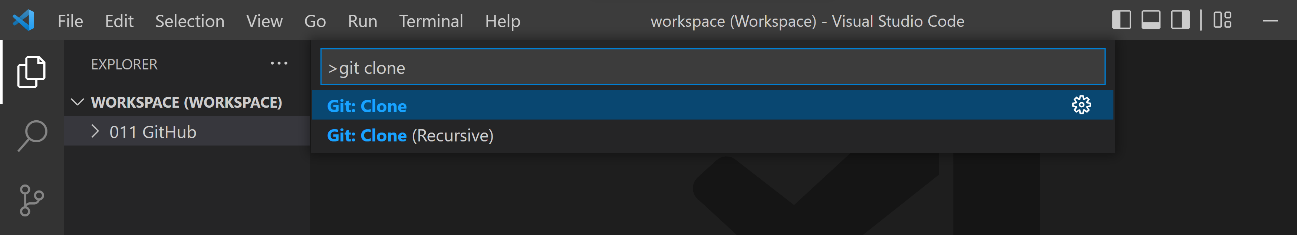 File Edit Selection View Go Run Terminal Help workspace (Workspace) - Visual Studio Code
EXPLORER
>git clone
WORKSPACE (WORKSPACE)
Git: Clone
011 GitHub
Git: Clone (Recursive)